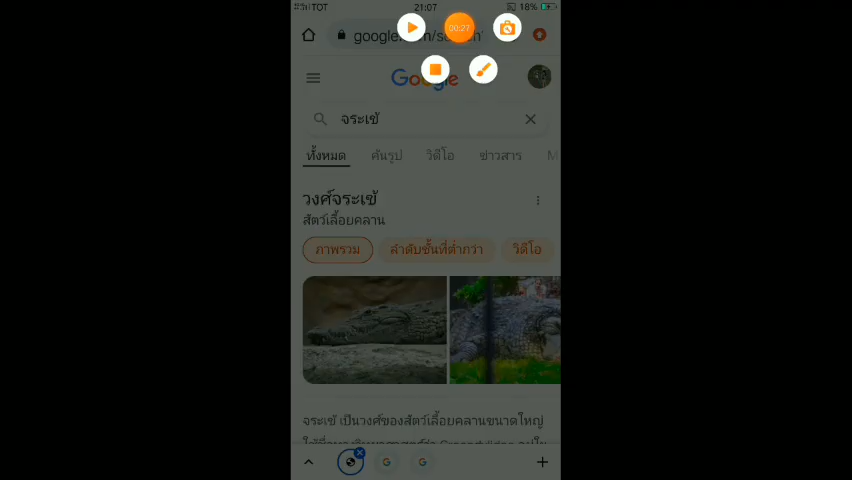 21:07
18%
00:27
Google
จระเข้
ทั้งหมด ค้นรูป วิดีโอ ข่าวสาร
วงศ์จระเข้
สัตว์เลื้อยคลาน
ภาพรวม ลำดับชั้นที่ต่ำกว่า วิดีโอ
จระเข้ เป็นวงศ์ของสัตว์เลื้อยคลานขนาดใหญ่